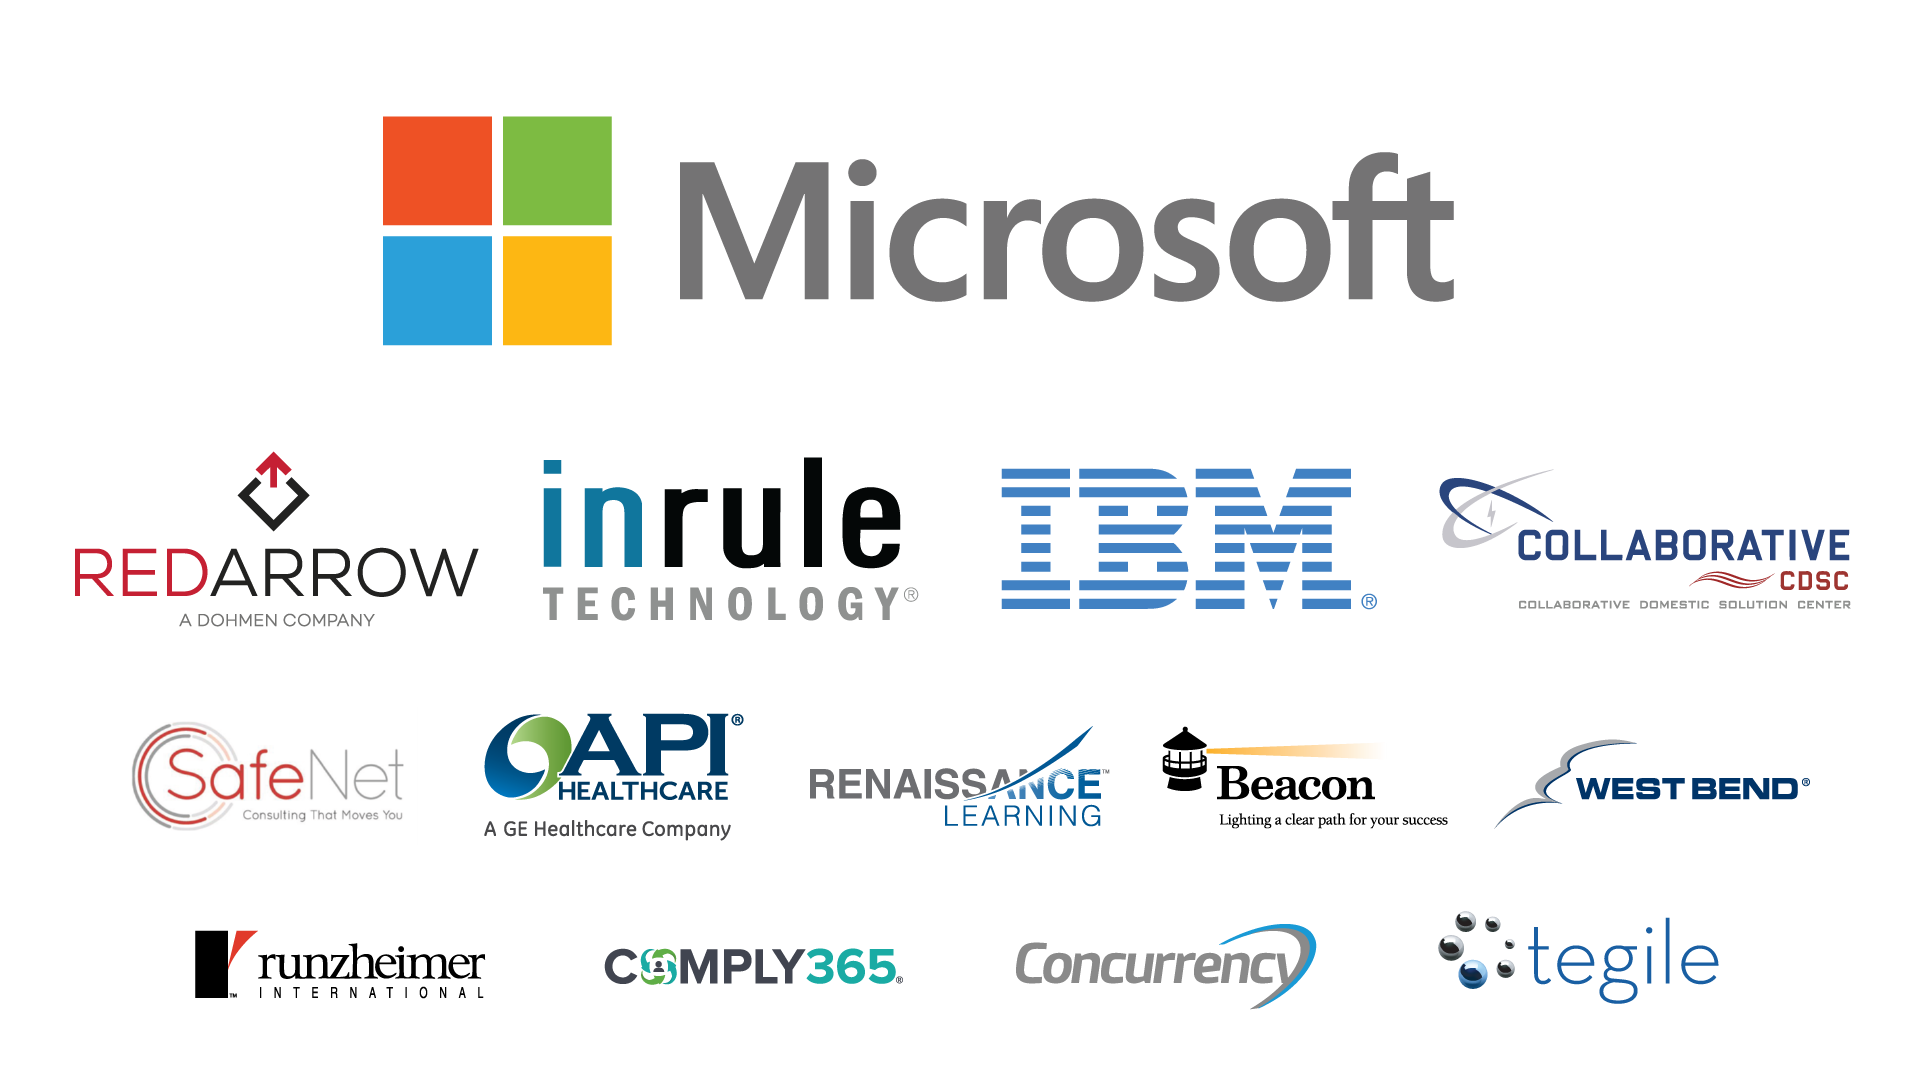 Microsoft
REDARROW
A DOHMEN COMPANY
inrule
TECHNOLOGY®
IBM®
COLLABORATIVE
CDSC
COLLABORATIVE DOMESTIC SOLUTION CENTER
SafeNet
Consulting That Moves You
API®
HEALTHCARE
A GE Healthcare Company
RENAISSANCE™
LEARNING
Beacon
Lighting a clear path for your success
WEST BEND®
runzheimer
INTERNATIONAL™
COMPLY365®
Concurrency
tegile